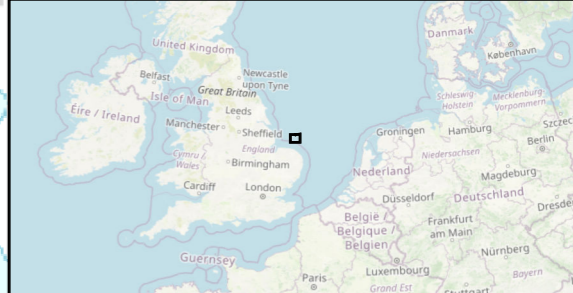 Danmark
København
United Kingdom
Belfast
Newcastle
upon Tyne
Great Britain
Isle of Man
Leeds
Éire / Ireland
Manchester
Sheffield
England
Cymru /
Wales
Birmingham
Cardiff
London
Schleswig
Holstein
Mecklenburg
Vorpommern
Groningen
Hamburg
Szczec
Berlin
Niedersachsen
Nederland
Magdeburg
Düsseldorf
Deutschland
Dresde
België /
Belgique /
Belgien
Frankfurt
am Main
Guernsey
Luxembourg
Nürnberg
Paris
Grand Est
Bayern